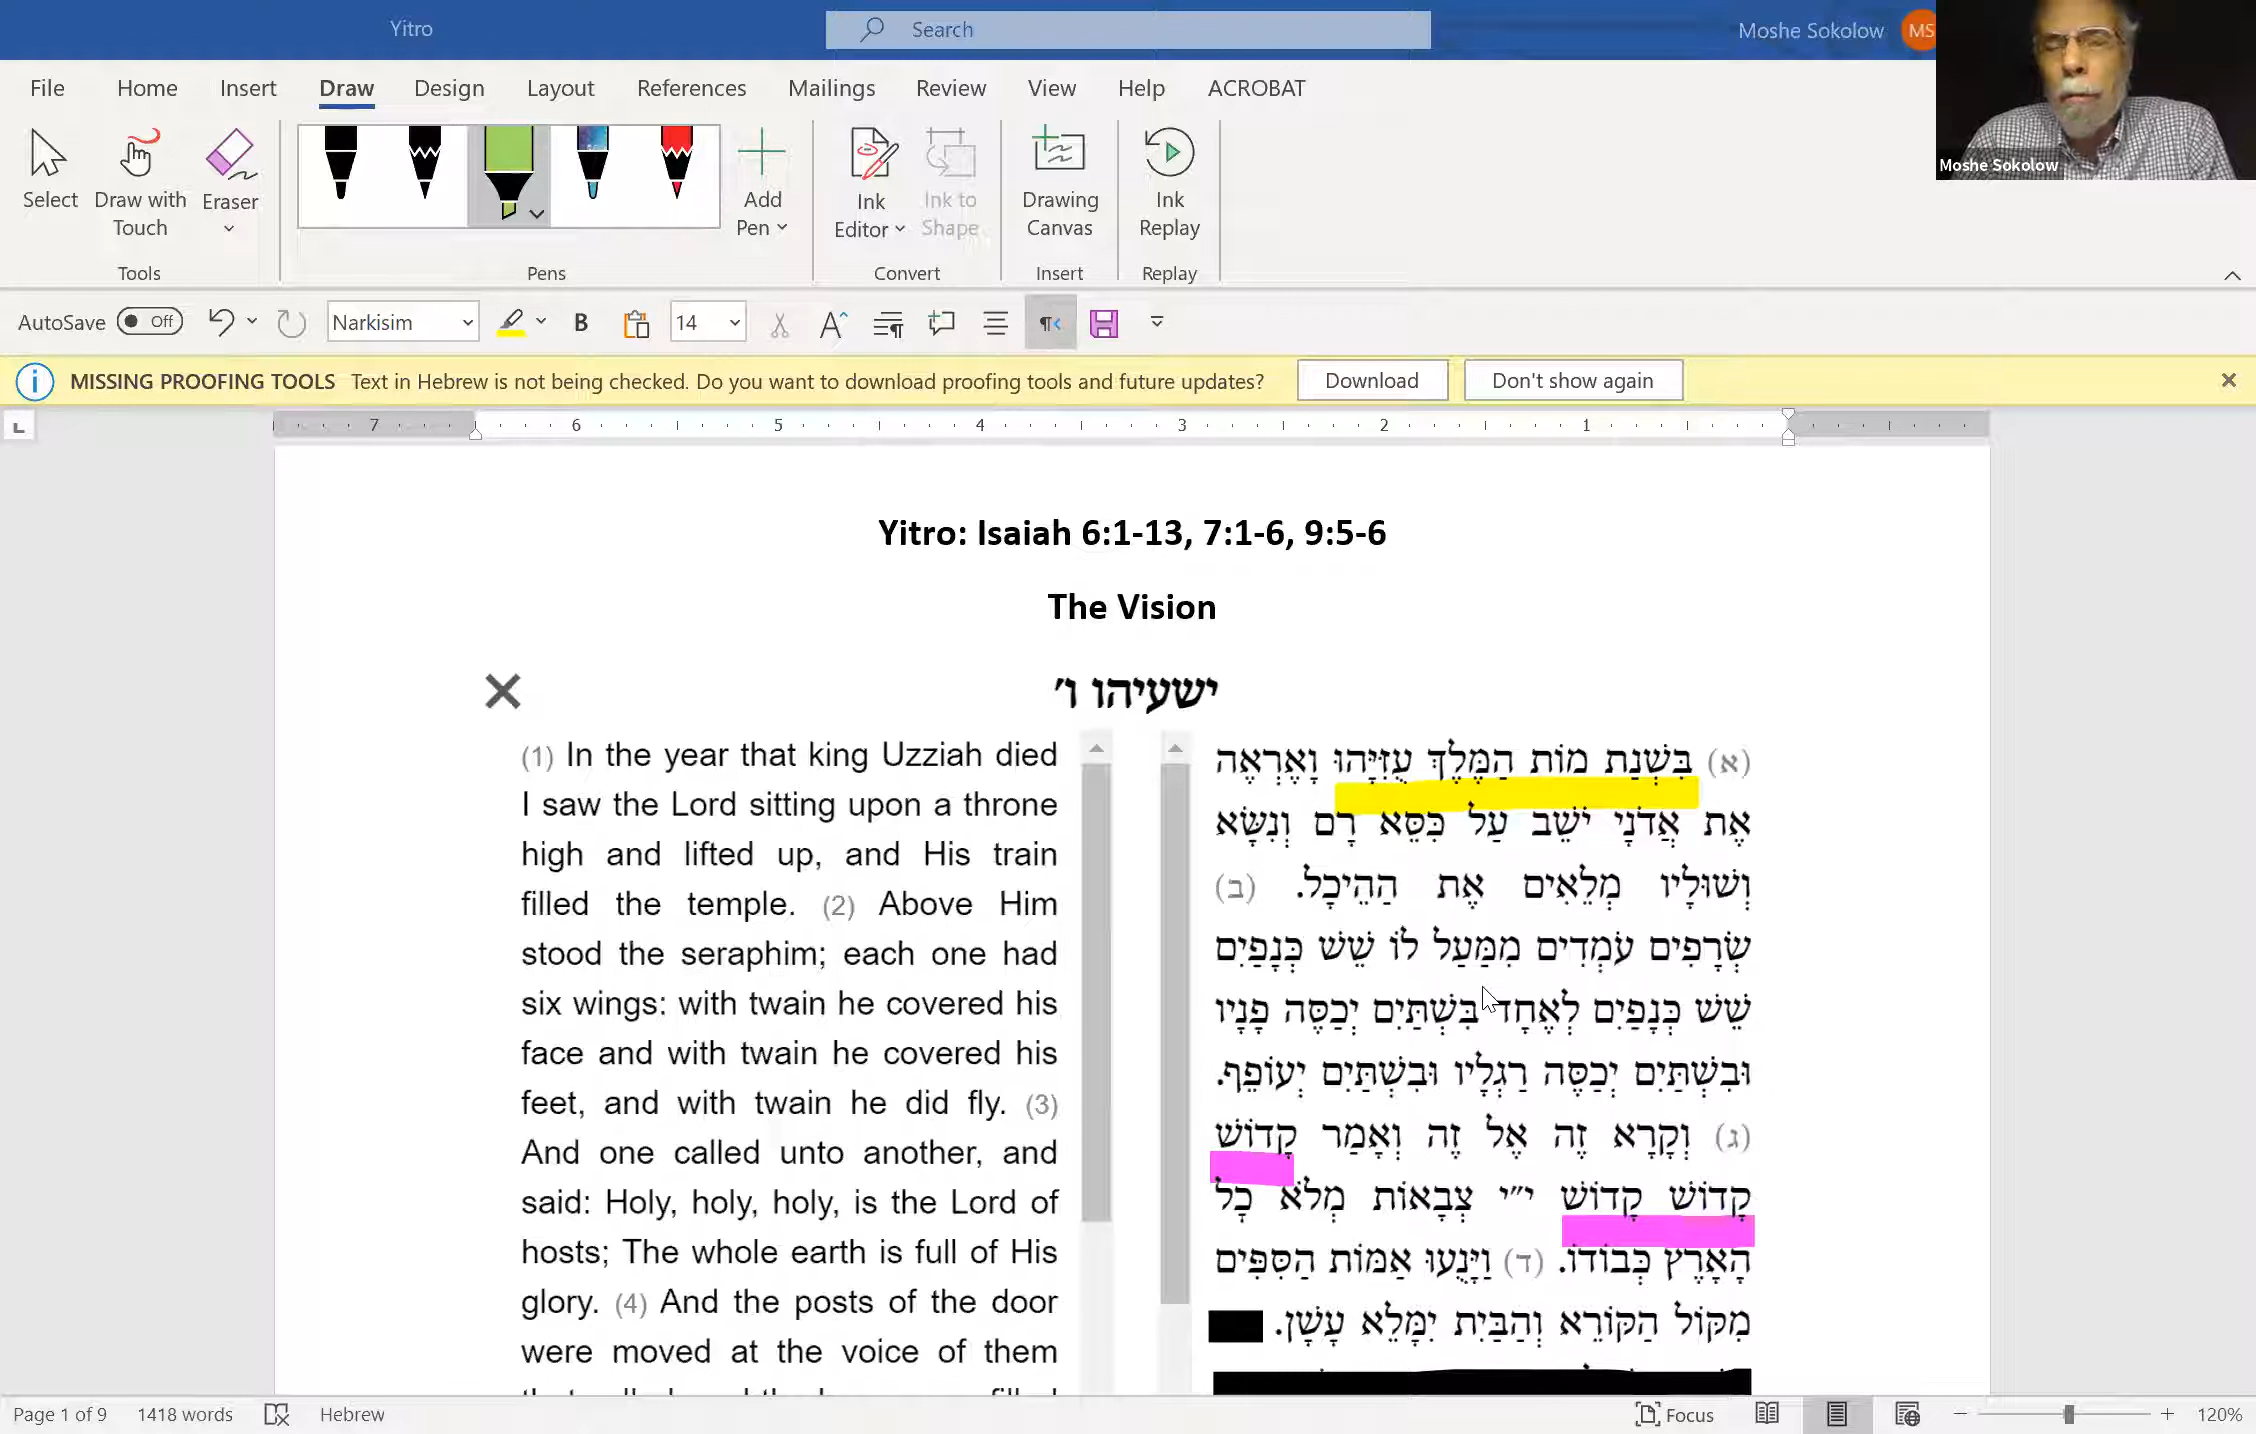 Yitro
Search
Moshe Sokolow
MS
File Home Insert Draw Design Layout References Mailings Review View Help ACROBAT
Moshe Sokolow
Select
Draw with
Touch
Eraser
Add
Pen
Ink
Editor
Ink to
Shape
Drawing
Canvas
Ink
Replay
Tools Pens Convert Insert Replay
AutoSave Off Narkisim B 14
MISSING PROOFING TOOLS Text in Hebrew is not being checked. Do you want to download proofing tools and future updates? Download Don't show again
7 6 5 4 3 2 1
Yitro: Isaiah 6:1-13, 7:1-6, 9:5-6
The Vision
ישעיהו ו׳
(1) In the year that king Uzziah died
I saw the Lord sitting upon a throne
high and lifted up, and His train
filled the temple. (2) Above Him
stood the seraphim; each one had
six wings: with twain he covered his
face and with twain he covered his
feet, and with twain he did fly. (3)
And one called unto another, and
said: Holy, holy, holy, is the Lord of
hosts; The whole earth is full of His
glory. (4) And the posts of the door
were moved at the voice of them
(א) בִּשְׁנַת מוֹת הַמֶּלֶךְ עֻזִּיָּהוּ וָאֶרְאֶה
אֶת אֲדֹנָי יֹשֵׁב עַל כִּסֵּא רָם וְנִשָּׂא
וְשׁוּלָיו מְלֵאִים אֶת הַהֵיכָל. (ב)
שְׂרָפִים עֹמְדִים מִמַּעַל לוֹ שֵׁשׁ כְּנָפַיִם
שֵׁשׁ כְּנָפַיִם לְאֶחָד בִּשְׁתַּיִם יְכַסֶּה פָנָיו
וּבִשְׁתַּיִם יְכַסֶּה רַגְלָיו וּבִשְׁתַּיִם יְעוֹפֵף.
(ג) וְקָרָא זֶה אֶל זֶה וְאָמַר קָדוֹשׁ
קָדוֹשׁ קָדוֹשׁ י״י צְבָאוֹת מְלֹא כָל
הָאָרֶץ כְּבוֹדוֹ. (ד) וַיָּנֻעוּ אַמּוֹת הַסִּפִּים
מִקּוֹל הַקּוֹרֵא וְהַבַּיִת יִמָּלֵא עָשָׁן.
Page 1 of 9 1418 words Hebrew Focus 120%